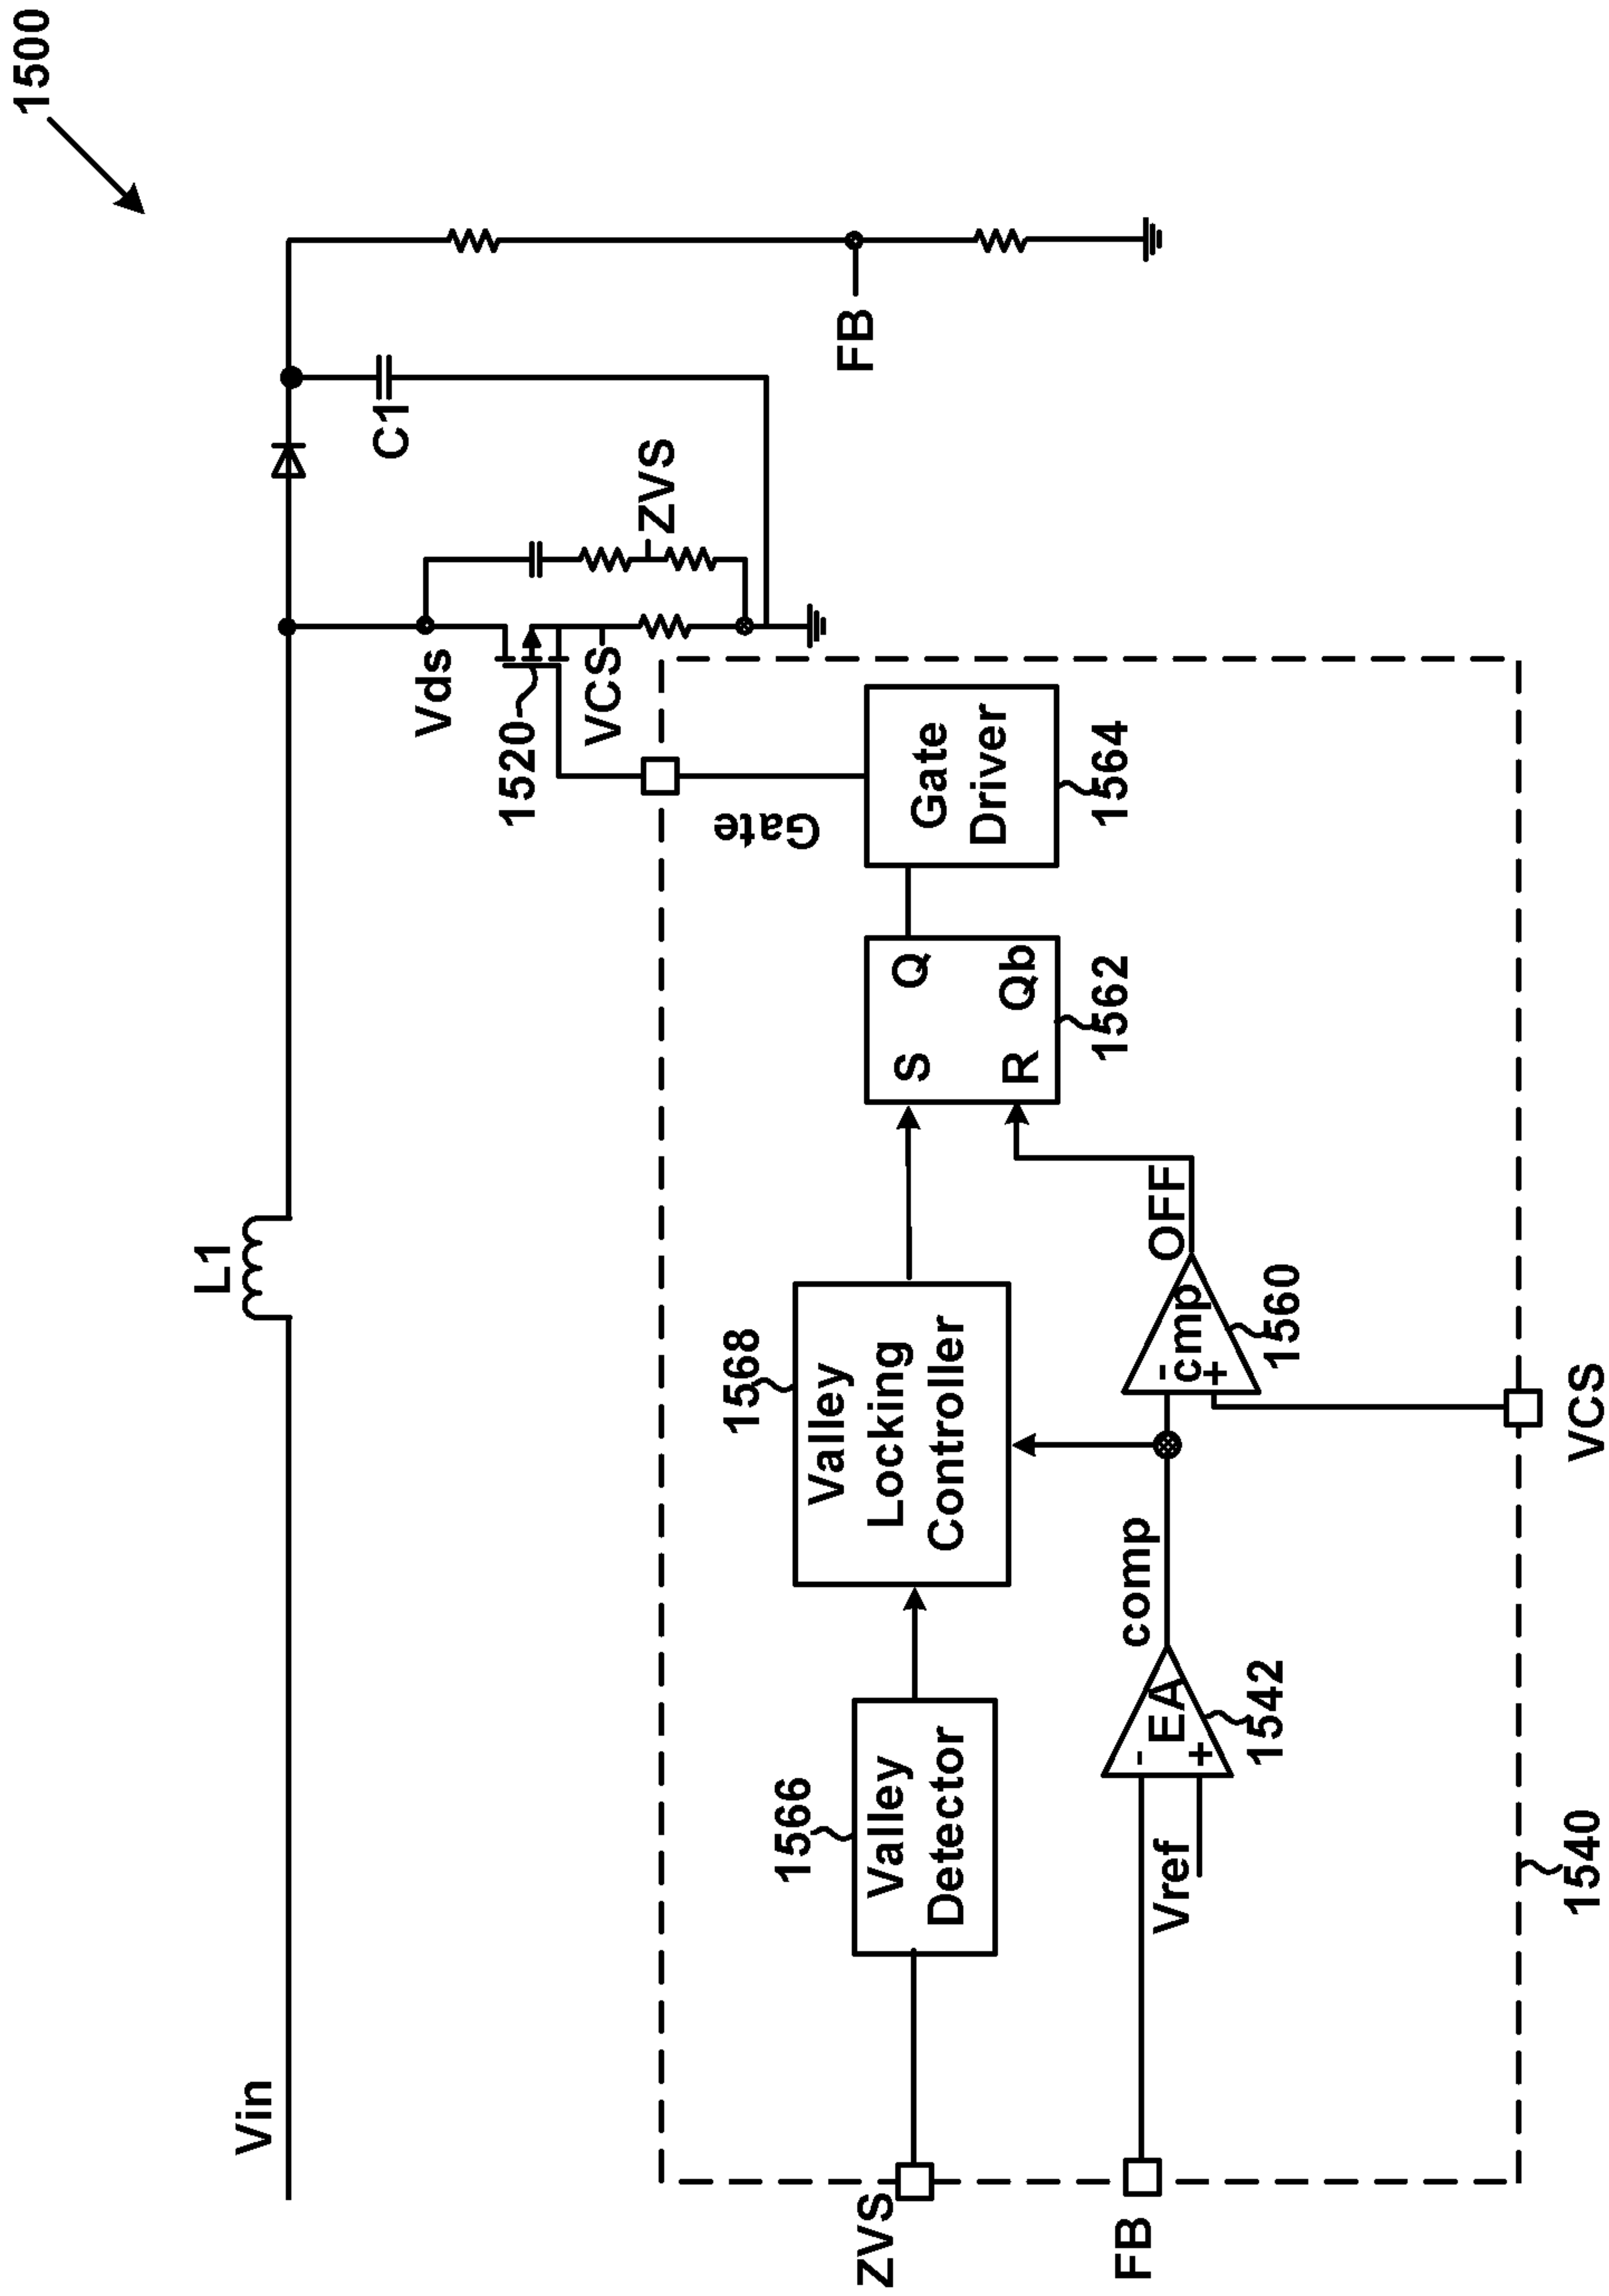 1500
Vin
L1
Vds
1520
VCS
ZVS
C1
FB
Gate
1566
Valley
Detector
1568
Valley
Locking
Controller
S
Q
R
Qb
1562
Gate
Driver
1564
ZVS
FB
Vref
-
EA
+
1542
comp
-
cmp
+
1560
OFF
VCS
1540